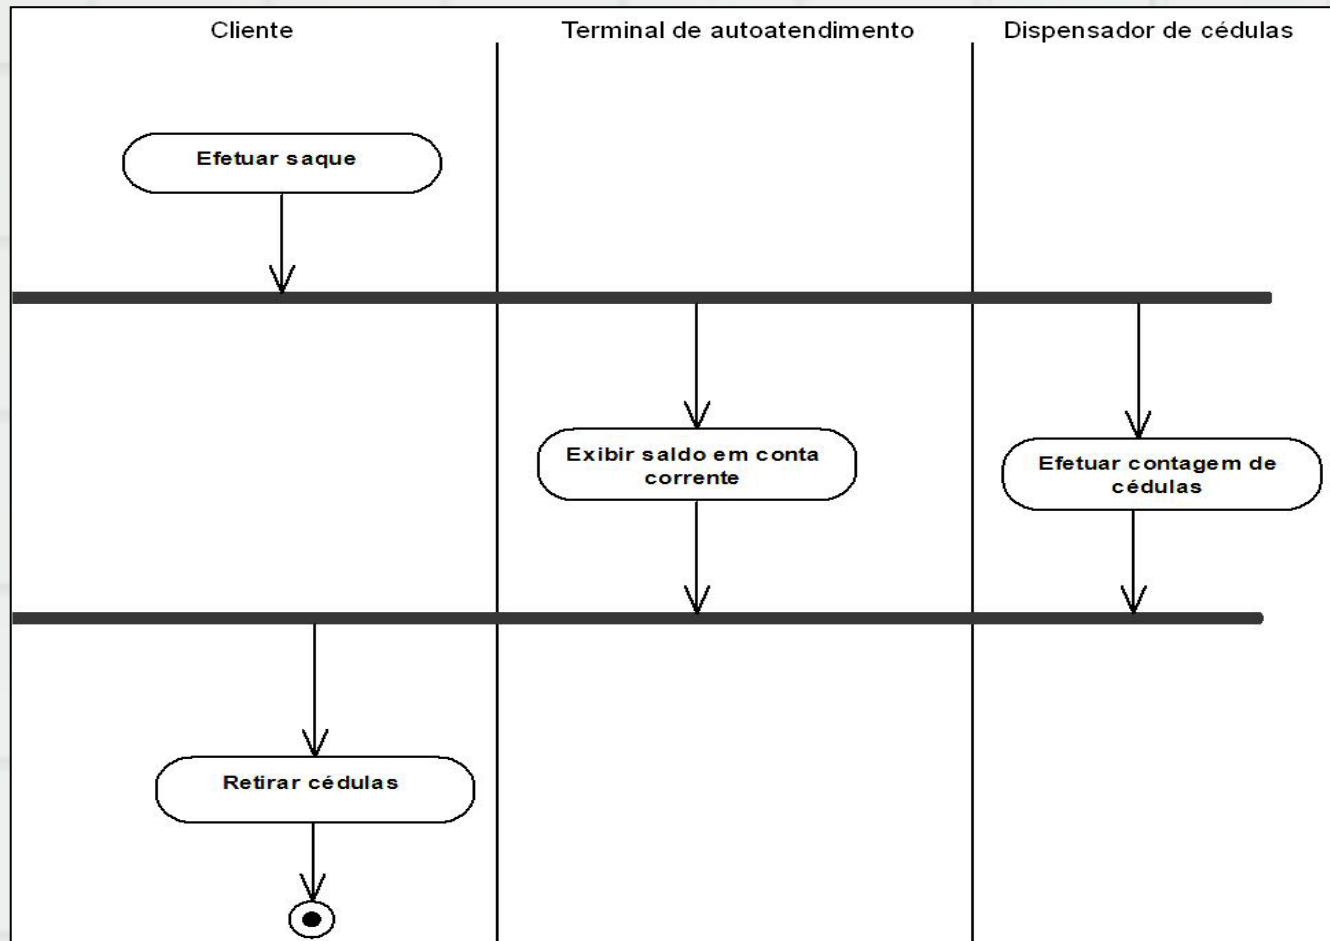 Cliente
Terminal de autoatendimento
Dispensador de cédulas
Efetuar saque
Exibir saldo em conta
corrente
Efetuar contagem de
cédulas
Retirar cédulas